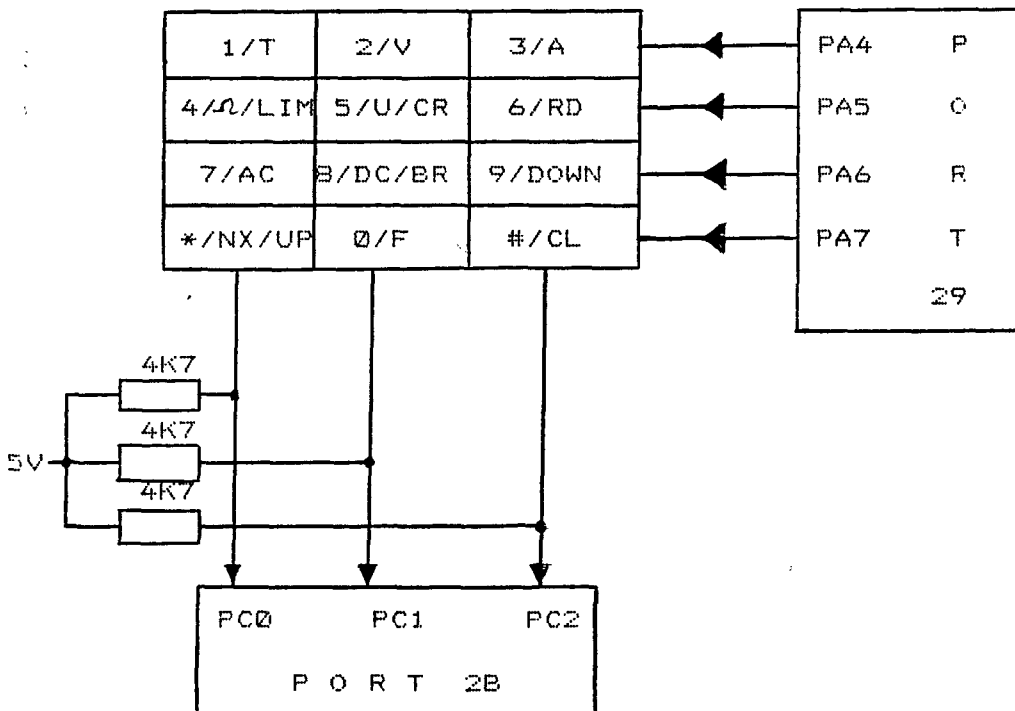 1/T 2/V 3/A PA4 P
4/Ω/LIM 5/U/CR 6/RD PA5 O
7/AC 8/DC/BR 9/DOWN PA6 R
*/NX/UP 0/F #/CL PA7 T
29
4K7
4K7
5V
4K7
PC0 PC1 PC2
PORT 2B